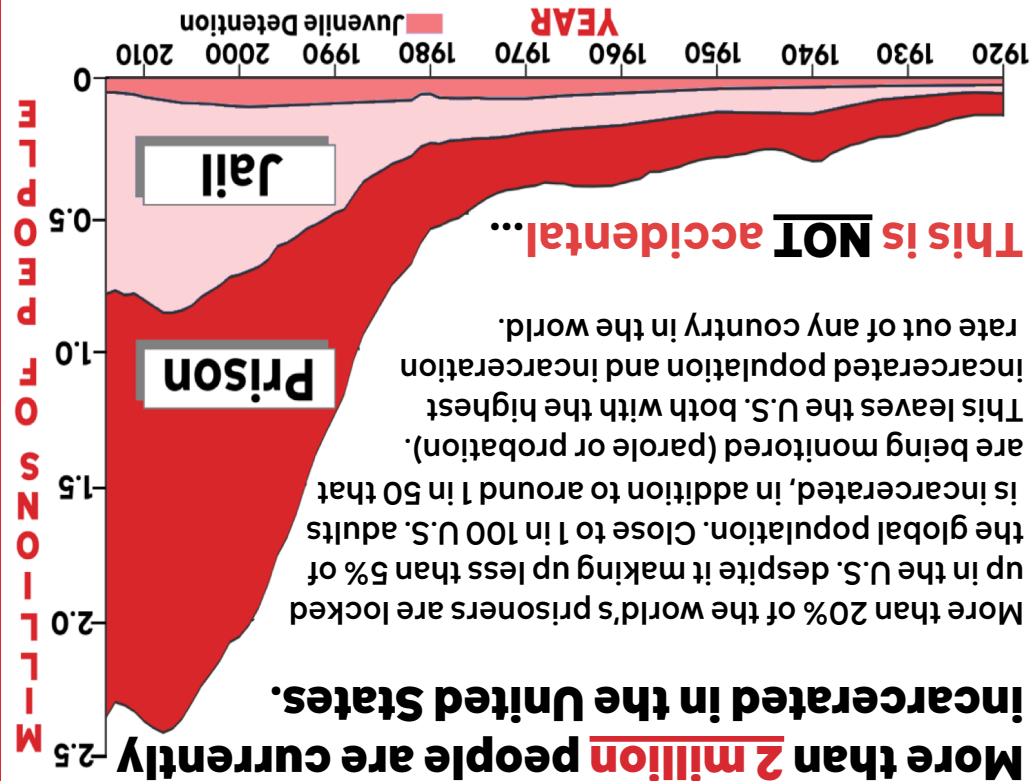 More than 2 million people are currently
incarcerated in the United States.
More than 20% of the world's prisoners are locked
up in the U.S. despite it making up less than 5% of
the global population. Close to 1 in 100 U.S. adults
is incarcerated, in addition to around 1 in 50 that
are being monitored (parole or probation).
This leaves the U.S. both with the highest
incarcerated population and incarceration
rate out of any country in the world.
This is NOT accidental...
MILLIONS OF PEOPLE
2.5
2.0
1.5
1.0
0.5
0
Prison
Jail
1920 1930 1940 1950 1960 1970 1980 1990 2000 2010
YEAR
Juvenile Detention